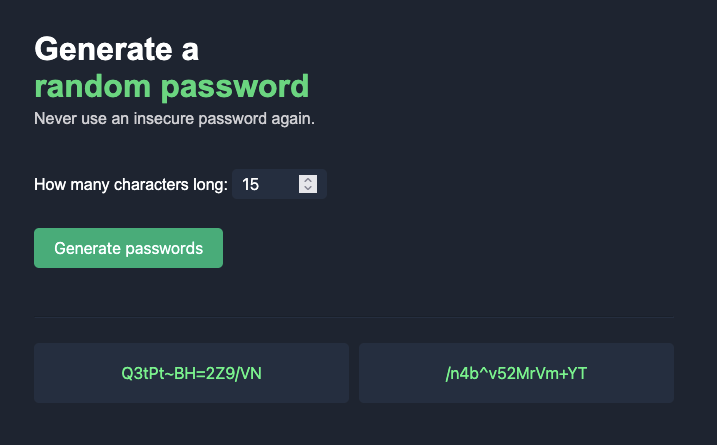 Generate a
random password
Never use an insecure password again.
How many characters long: 15
Generate passwords
Q3tPt~BH=2Z9/VN
/n4b^v52MrVm+YT